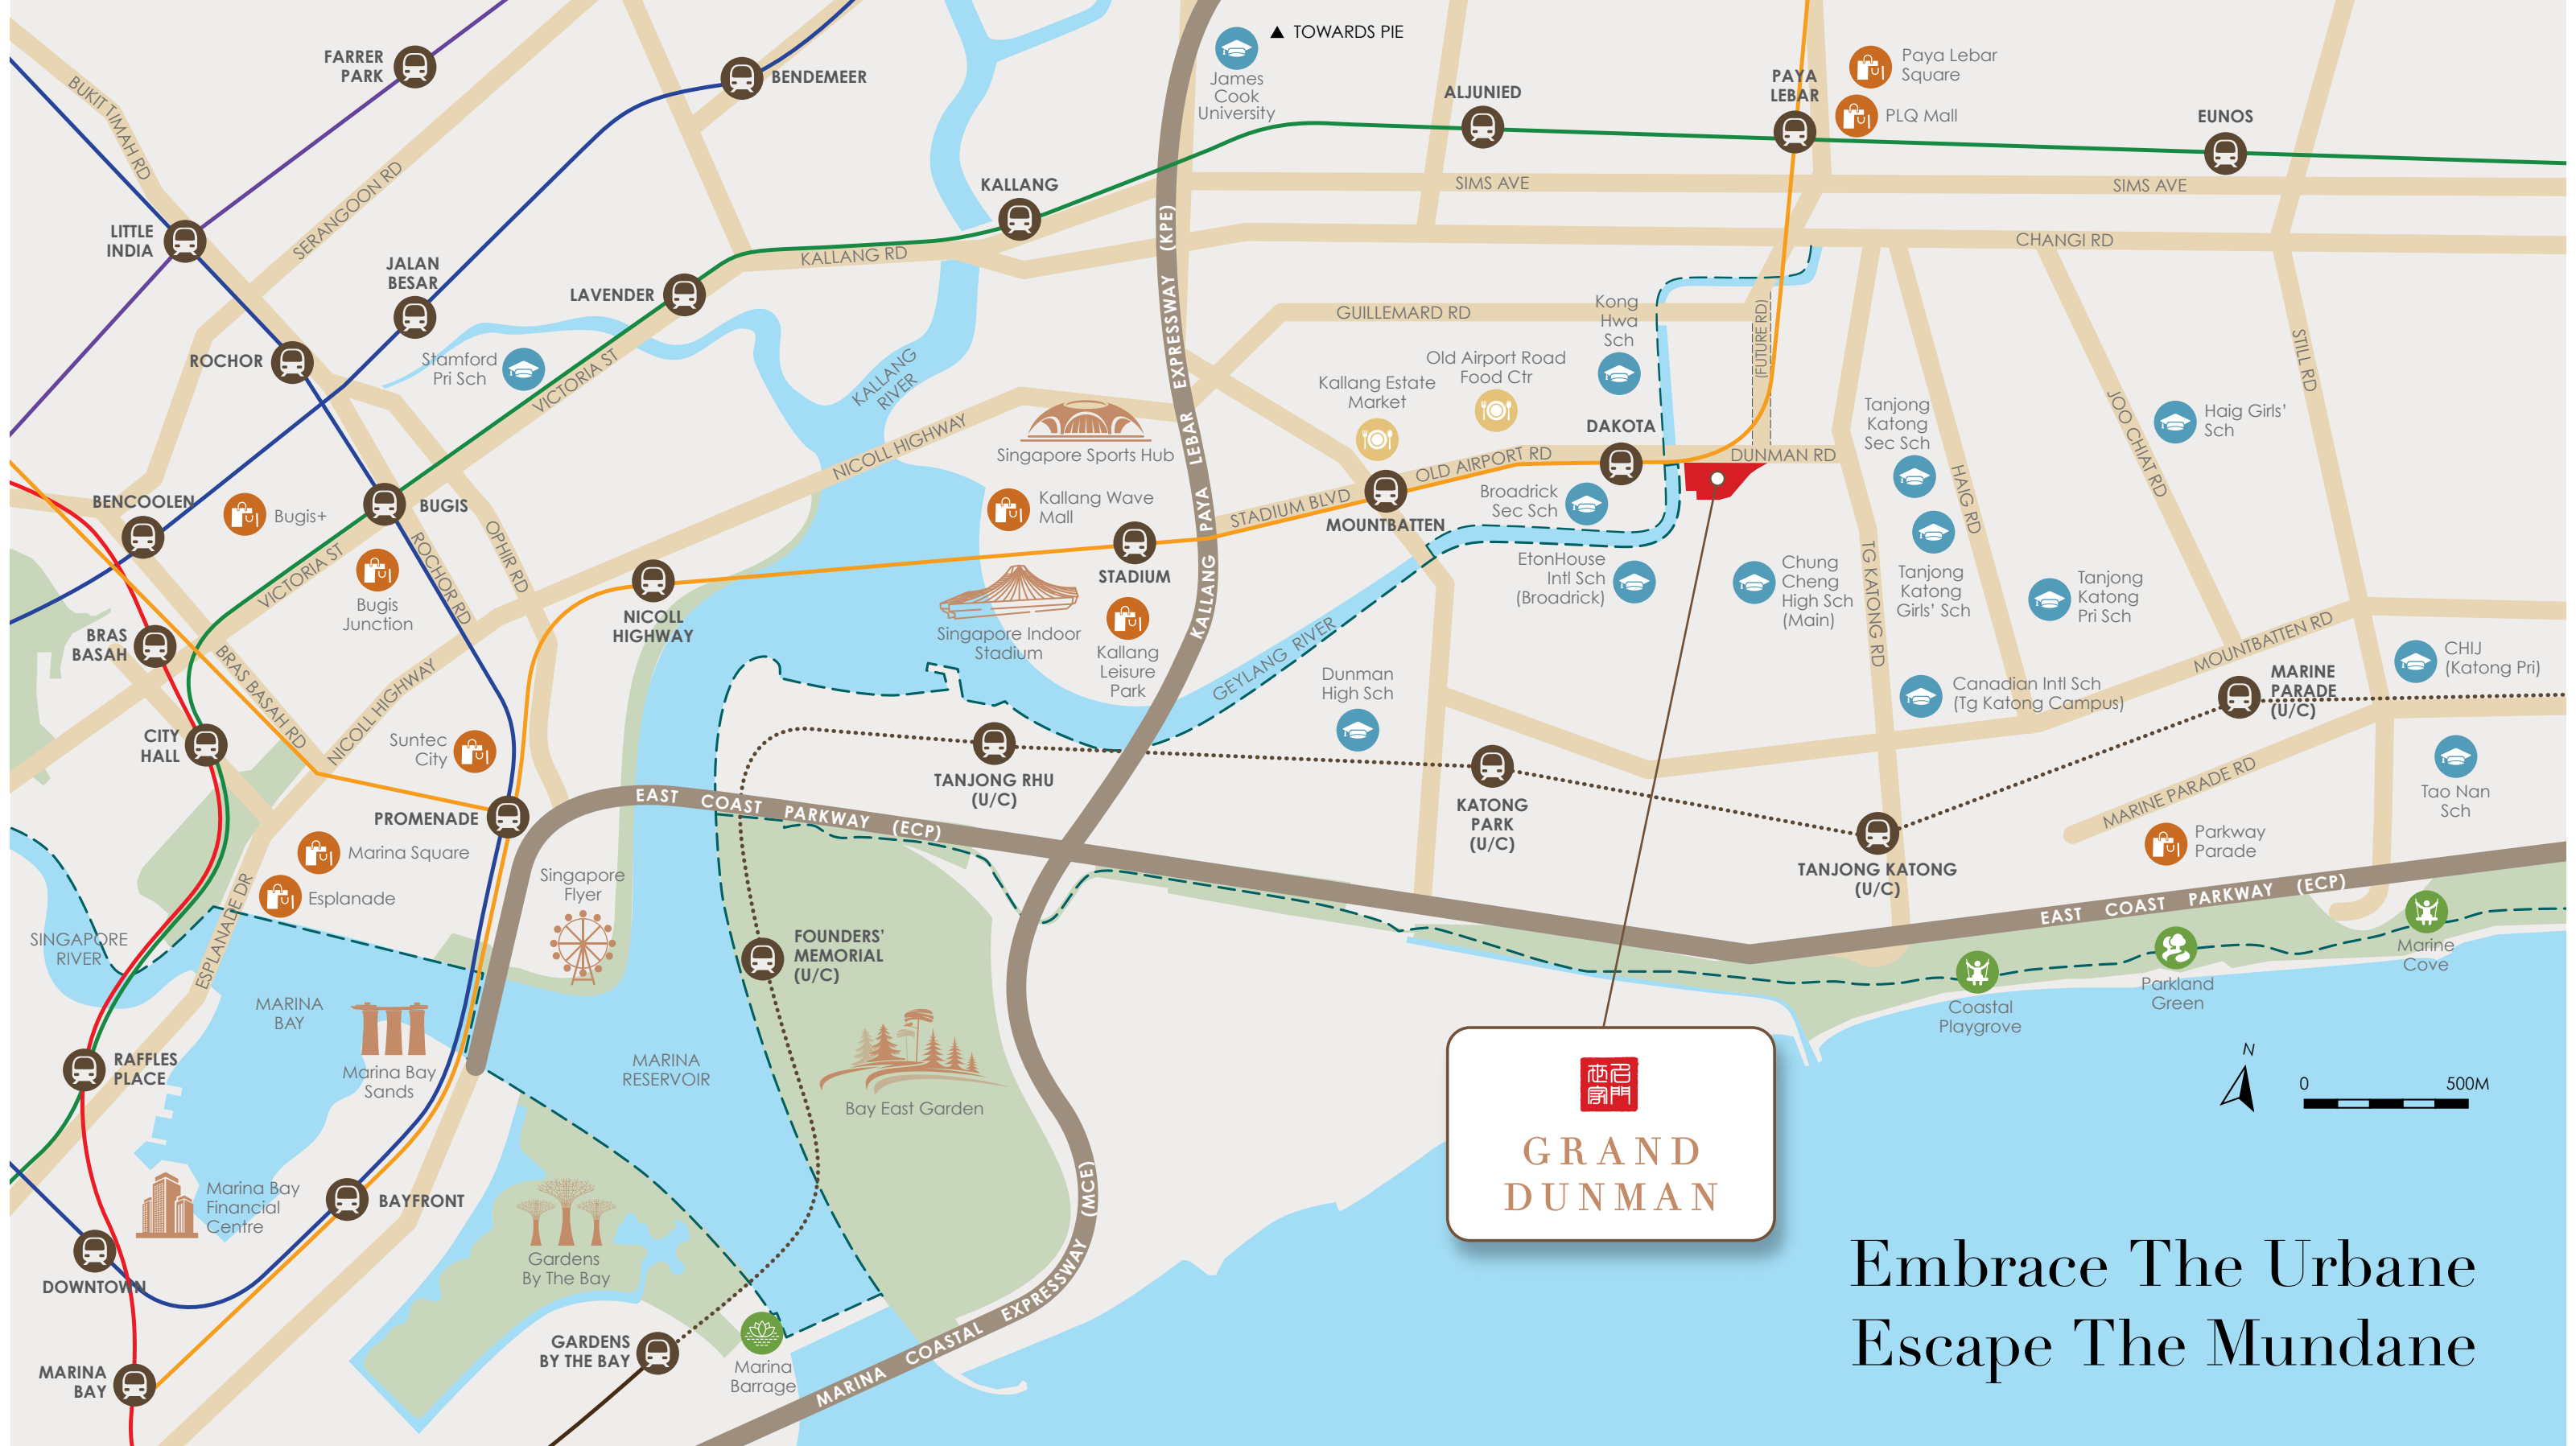 ▲ TOWARDS PIE
FARRER
PARK
BENDEMEER
James
Cook
University
ALJUNIED
PAYA
LEBAR
Paya Lebar
Square
PLQ Mall
EUNOS
BUKIT TIMAH RD
SERANGOON RD
KALLANG
SIMS AVE
SIMS AVE
LITTLE
INDIA
JALAN
BESAR
LAVENDER
KALLANG RD
CHANGI RD
ROCHOR
Stamford
Pri Sch
VICTORIA ST
KALLANG
RIVER
GUILLEMARD RD
Kong
Hwa
Sch
(FUTURE RD)
STILL RD
Old Airport Road
Food Ctr
Kallang Estate
Market
DAKOTA
Tanjong
Katong
Sec Sch
JOO CHIAT RD
Haig Girls'
Sch
NICOLL HIGHWAY
Singapore Sports Hub
KALLANG PAYA LEBAR EXPRESSWAY (KPE)
OLD AIRPORT RD
DUNMAN RD
HAIG RD
BENCOOLEN
Bugis+
BUGIS
OPHIR RD
ROCHOR RD
Kallang Wave
Mall
STADIUM BLVD
MOUNTBATTEN
Broadrick
Sec Sch
VICTORIA ST
Bugis
Junction
NICOLL
HIGHWAY
STADIUM
EtonHouse
Intl Sch
(Broadrick)
Chung
Cheng
High Sch
(Main)
TG KATONG RD
Tanjong
Katong
Girls' Sch
Tanjong
Katong
Pri Sch
BRAS
BASAH
BRAS BASAH RD
NICOLL HIGHWAY
Singapore Indoor
Stadium
Kallang
Leisure
Park
GEYLANG RIVER
Dunman
High Sch
MOUNTBATTEN RD
MARINE
PARADE
(U/C)
CHIJ
(Katong Pri)
Canadian Intl Sch
(Tg Katong Campus)
CITY
HALL
Suntec
City
TANJONG RHU
(U/C)
KATONG
PARK
(U/C)
MARINE PARADE RD
Tao Nan
Sch
PROMENADE
EAST COAST PARKWAY (ECP)
Parkway
Parade
Marina Square
TANJONG KATONG
(U/C)
Esplanade
Singapore
Flyer
EAST COAST PARKWAY (ECP)
SINGAPORE
RIVER
ESPLANADE DR
FOUNDERS'
MEMORIAL
(U/C)
Marine
Cove
Parkland
Green
Coastal
Playgrove
MARINA
BAY
RAFFLES
PLACE
Marina Bay
Sands
MARINA
RESERVOIR
Bay East Garden
N
0 500M
名門
世家
GRAND
DUNMAN
Marina Bay
Financial
Centre
BAYFRONT
Gardens
By The Bay
DOWNTOWN
MARINA COASTAL EXPRESSWAY (MCE)
Embrace The Urbane
Escape The Mundane
GARDENS
BY THE BAY
Marina
Barrage
MARINA
BAY